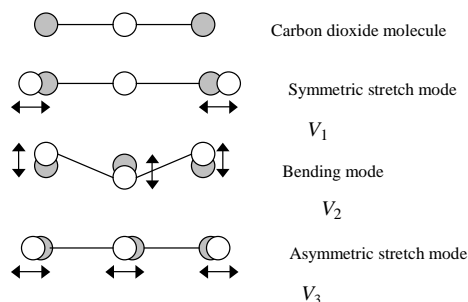 Carbon dioxide molecule
Symmetric stretch mode
V1
Bending mode
V2
Asymmetric stretch mode
V3